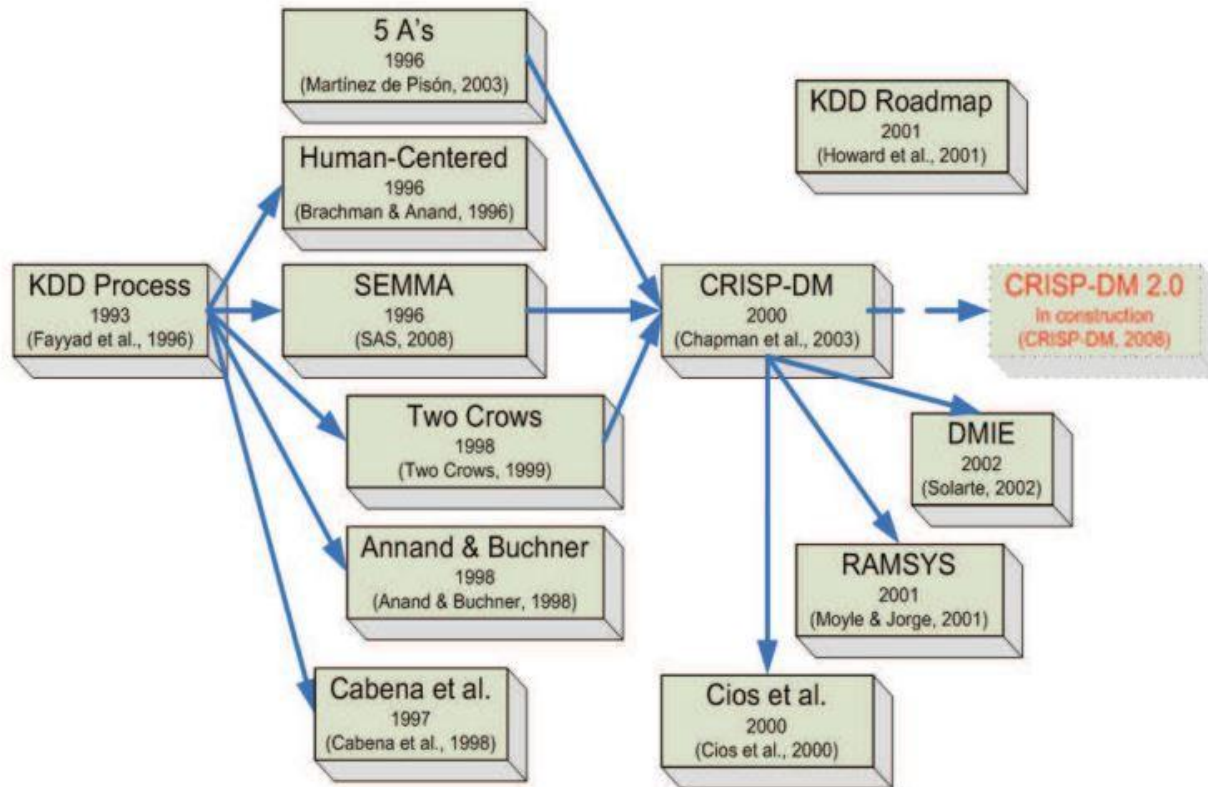 5 A's
1996
(Martínez de Pisón, 2003)
KDD Roadmap
2001
(Howard et al., 2001)
Human-Centered
1996
(Brachman & Anand, 1996)
KDD Process
1993
(Fayyad et al., 1996)
SEMMA
1996
(SAS, 2008)
CRISP-DM
2000
(Chapman et al., 2003)
CRISP-DM 2.0
in construction
(CRISP-DM, 2008)
Two Crows
1998
(Two Crows, 1999)
DMIE
2002
(Solarte, 2002)
Annand & Buchner
1998
(Anand & Buchner, 1998)
RAMSYS
2001
(Moyle & Jorge, 2001)
Cabena et al.
1997
(Cabena et al., 1998)
Cios et al.
2000
(Cios et al., 2000)